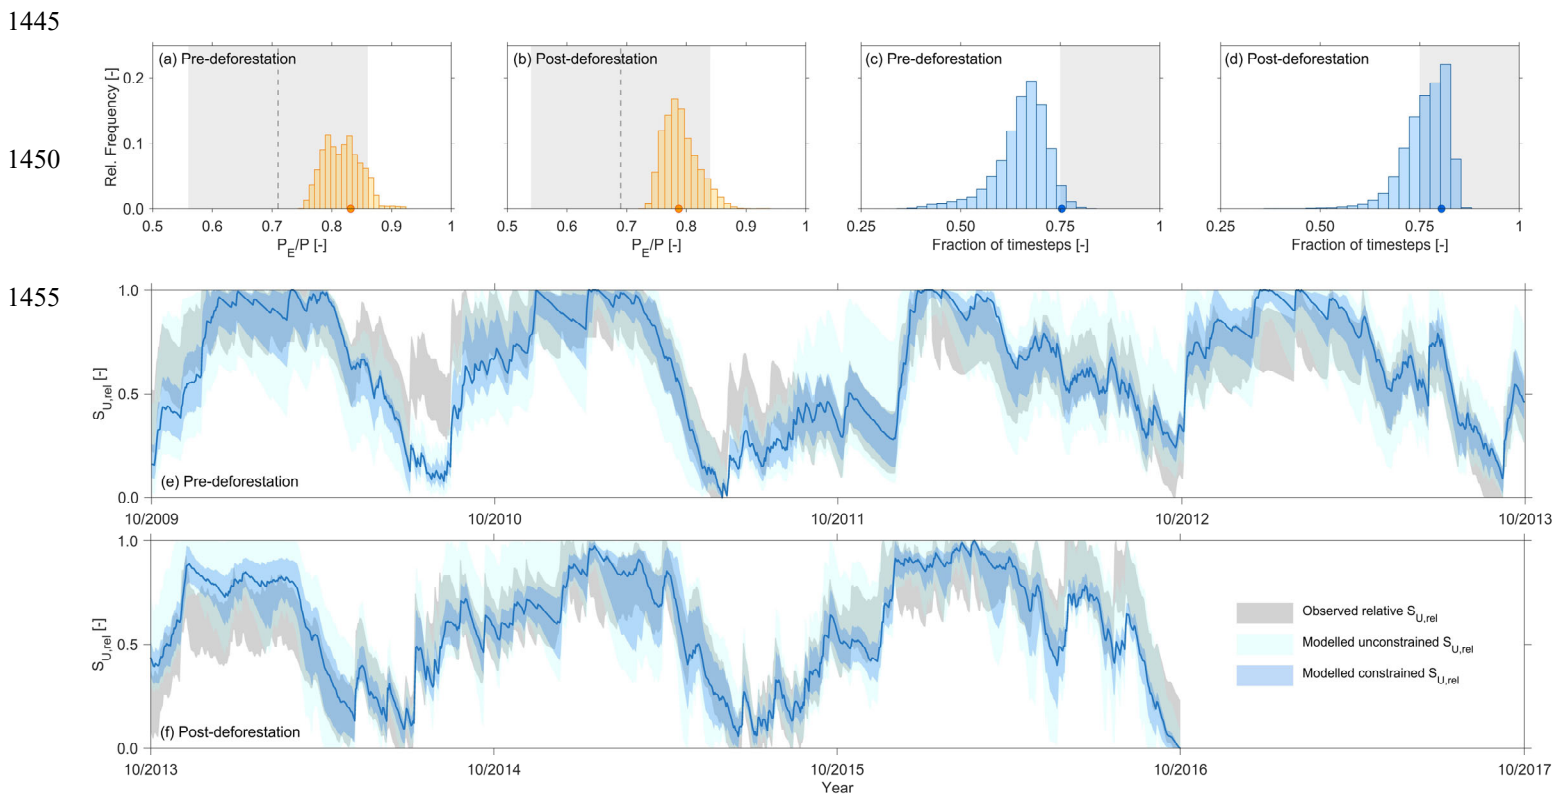 1445
(a) Pre-deforestation
(b) Post-deforestation
(c) Pre-deforestation
(d) Post-deforestation
Rel. Frequency [-]
0.2
0.1
0.0
1450
0.5 0.6 0.7 0.8 0.9 1
0.5 0.6 0.7 0.8 0.9 1
0.25 0.50 0.75 1
0.25 0.50 0.75 1
P_E/P [-]
P_E/P [-]
Fraction of timesteps [-]
Fraction of timesteps [-]
1455
S_U,rel [-]
1.0
0.5
0.0
(e) Pre-deforestation
10/2009 10/2010 10/2011 10/2012 10/2013
S_U,rel [-]
1.0
0.5
0.0
Observed relative S_U,rel
Modelled unconstrained S_U,rel
Modelled constrained S_U,rel
(f) Post-deforestation
10/2013 10/2014 10/2015 10/2016 10/2017
Year